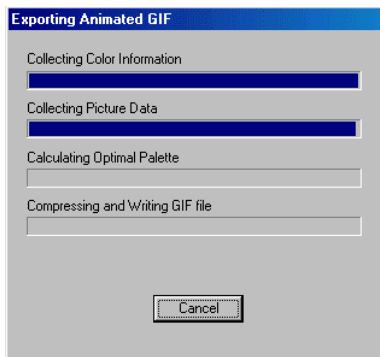 Exporting Animated GIF
Collecting Color Information
Collecting Picture Data
Calculating Optimal Palette
Compressing and Writing GIF file
Cancel